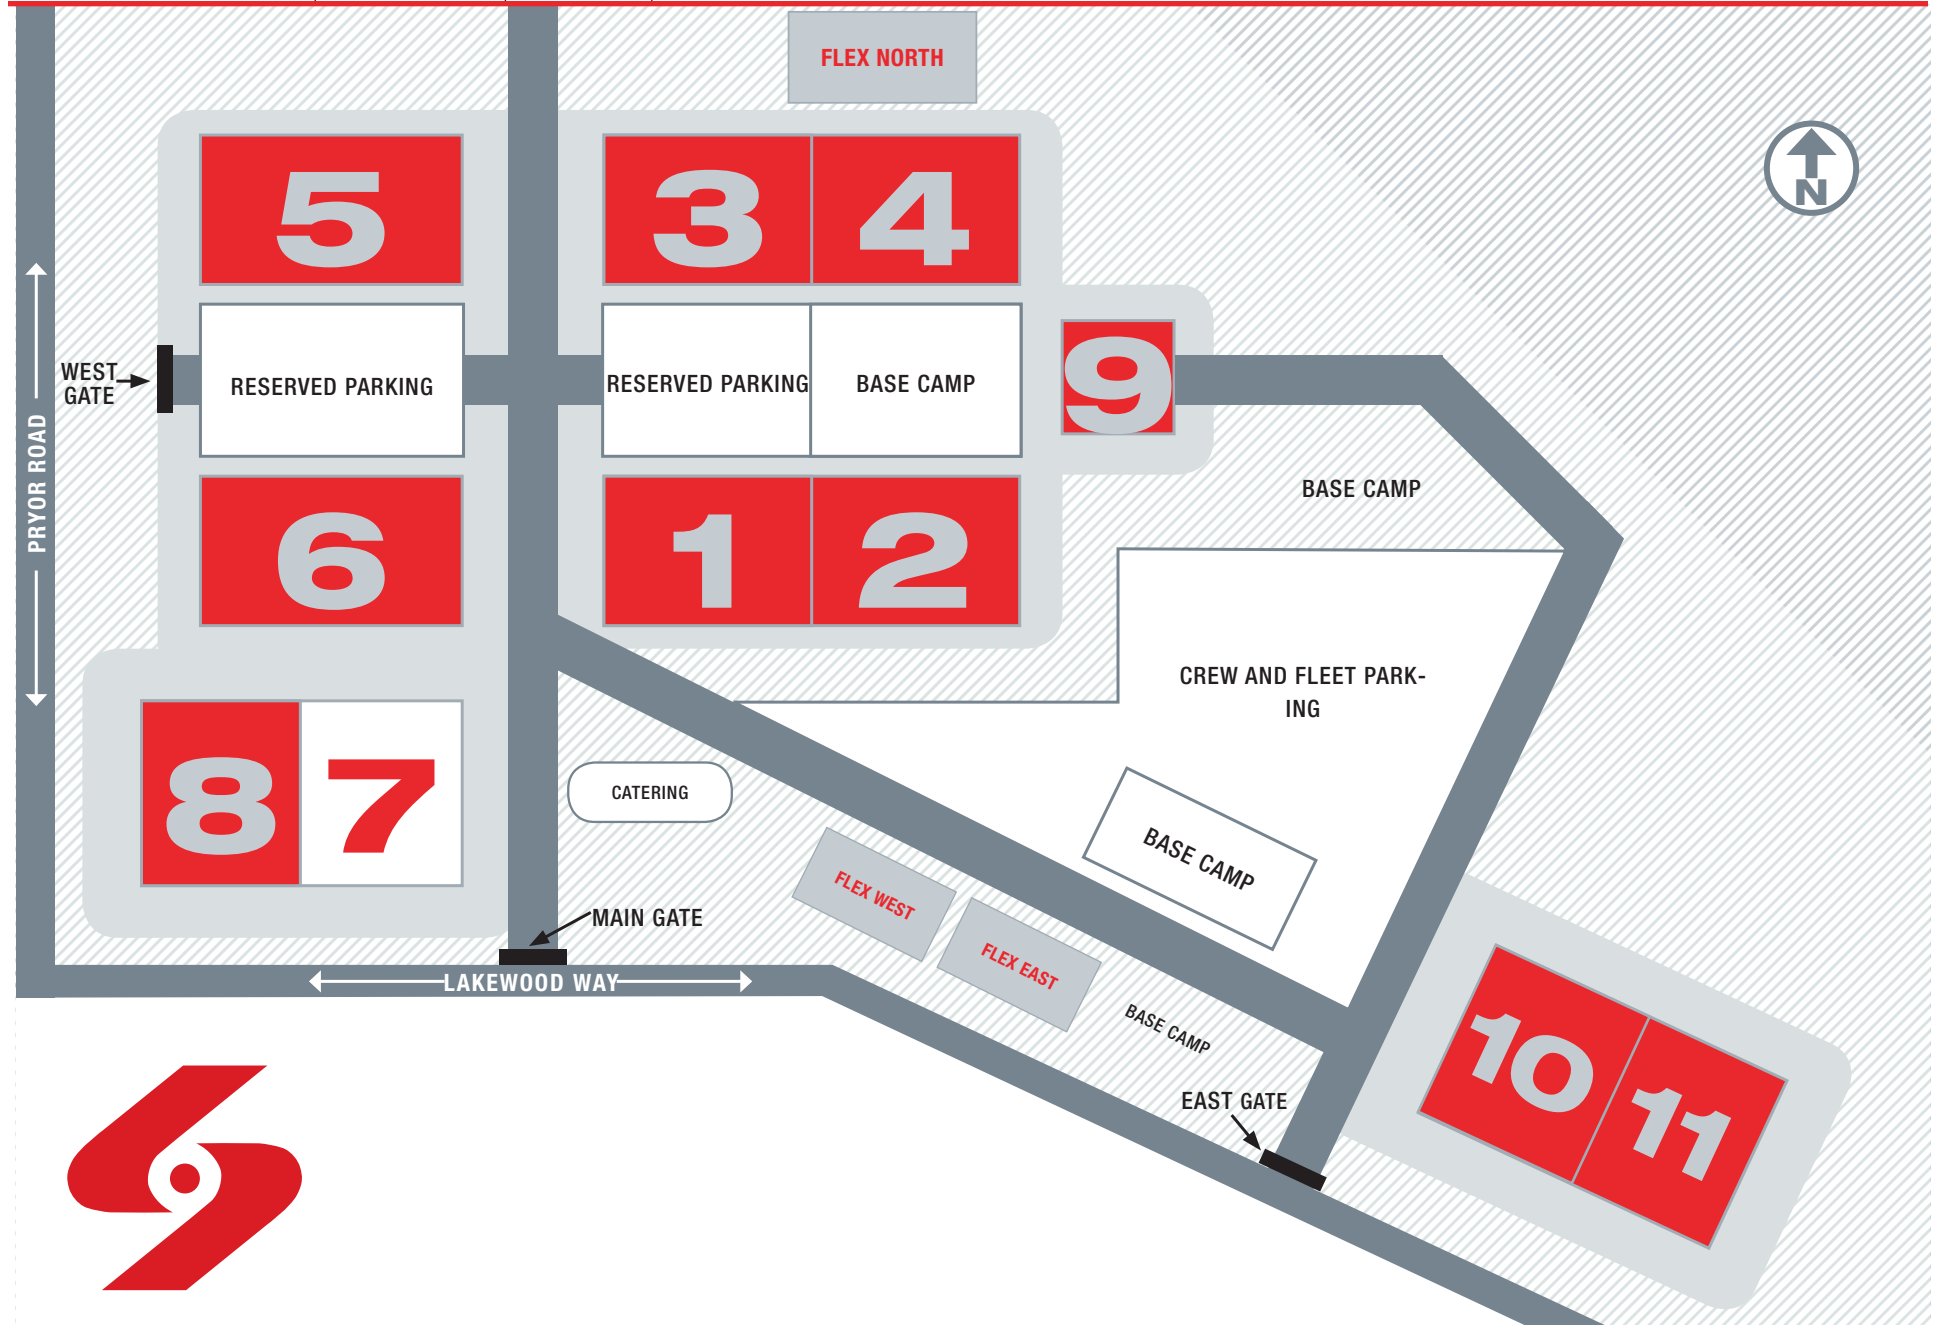 FLEX NORTH
N
5
3
4
WEST
GATE
RESERVED PARKING
RESERVED PARKING
BASE CAMP
9
PRYOR ROAD
BASE CAMP
6
1
2
CREW AND FLEET PARK-
ING
8
7
CATERING
BASE CAMP
FLEX WEST
MAIN GATE
FLEX EAST
LAKEWOOD WAY
BASE CAMP
10
11
EAST GATE